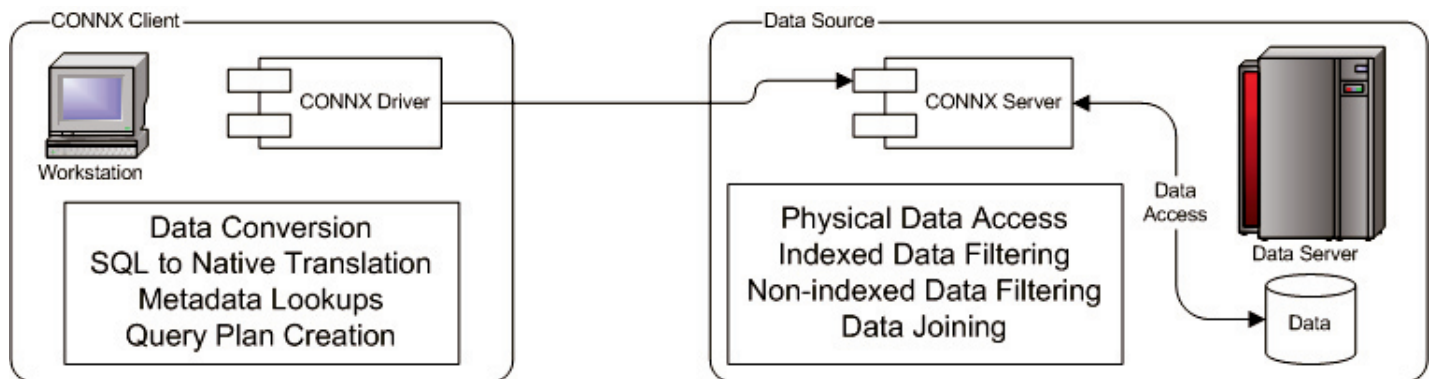 CONNX Client
Workstation
CONNX Driver
Data Conversion
SQL to Native Translation
Metadata Lookups
Query Plan Creation
Data Source
CONNX Server
Physical Data Access
Indexed Data Filtering
Non-indexed Data Filtering
Data Joining
Data
Access
Data Server
Data